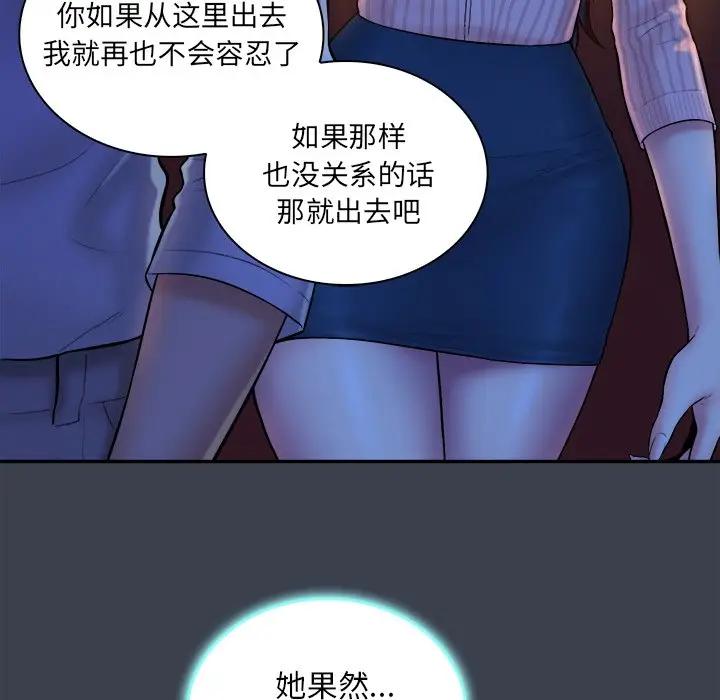 你如果从这里出去
我就再也不会容忍了
如果那样
也没关系的话
那就出去吧
她果然...